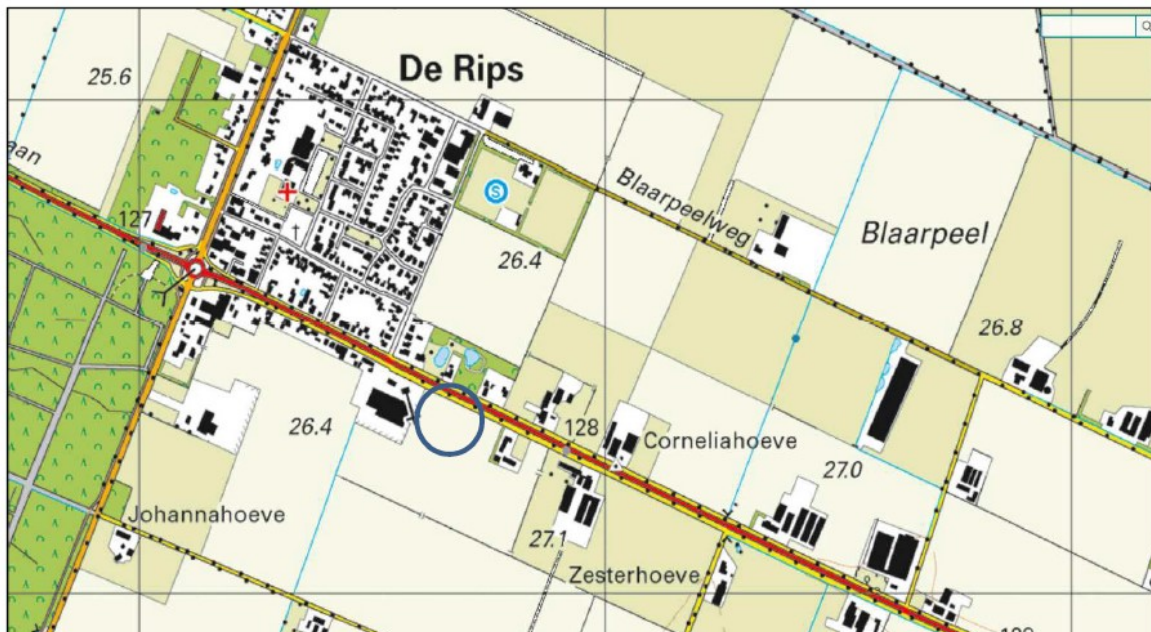 De Rips
25.6
aan
127
Blaarpeelweg
Blaarpeel
S
26.4
26.8
26.4
128
Corneliahoeve
27.0
Johannahoeve
27.1
Zesterhoeve